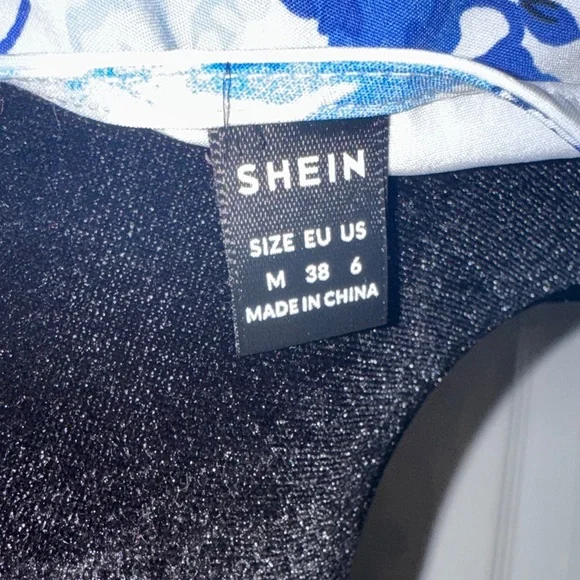 SHEIN
SIZE EU US
M 38 6
MADE IN CHINA